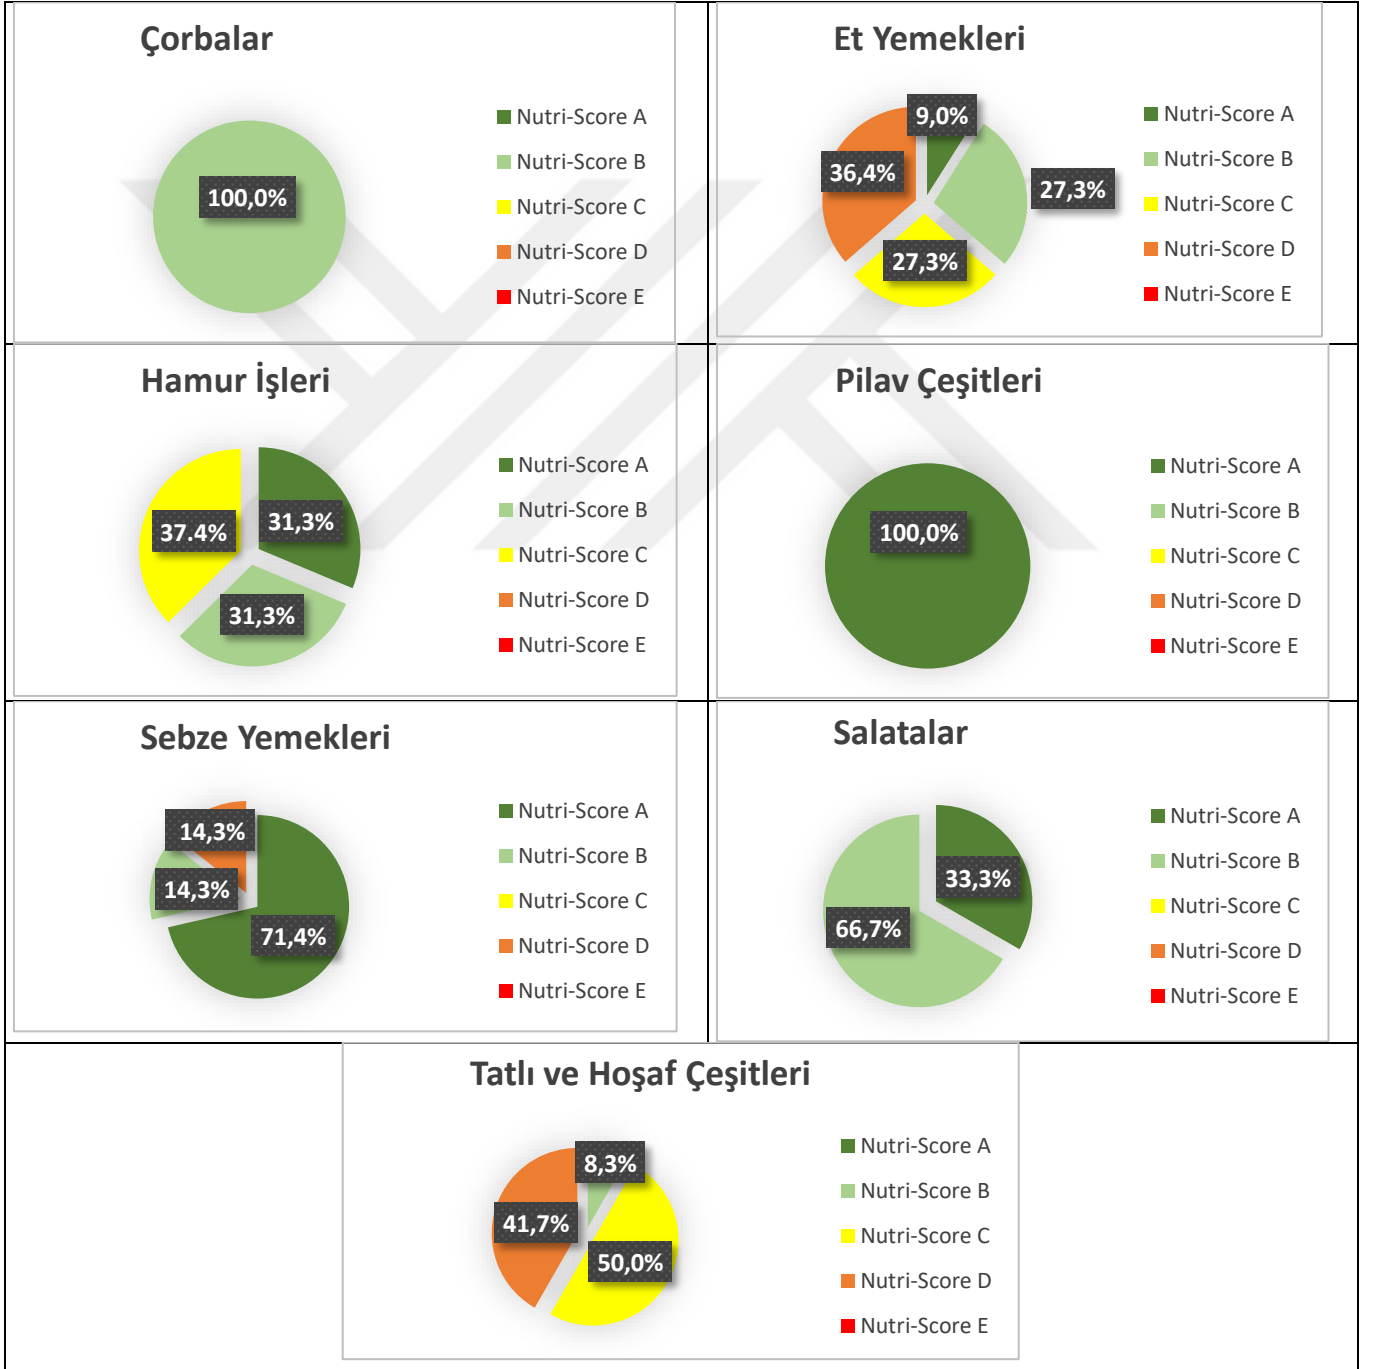 Çorbalar
100,0%
Nutri-Score A
Nutri-Score B
Nutri-Score C
Nutri-Score D
Nutri-Score E
Et Yemekleri
9,0%
27,3%
27,3%
36,4%
Nutri-Score A
Nutri-Score B
Nutri-Score C
Nutri-Score D
Nutri-Score E
Hamur İşleri
31,3%
31,3%
37.4%
Nutri-Score A
Nutri-Score B
Nutri-Score C
Nutri-Score D
Nutri-Score E
Pilav Çeşitleri
100,0%
Nutri-Score A
Nutri-Score B
Nutri-Score C
Nutri-Score D
Nutri-Score E
Sebze Yemekleri
14,3%
14,3%
71,4%
Nutri-Score A
Nutri-Score B
Nutri-Score C
Nutri-Score D
Nutri-Score E
Salatalar
33,3%
66,7%
Nutri-Score A
Nutri-Score B
Nutri-Score C
Nutri-Score D
Nutri-Score E
Tatlı ve Hoşaf Çeşitleri
8,3%
41,7%
50,0%
Nutri-Score A
Nutri-Score B
Nutri-Score C
Nutri-Score D
Nutri-Score E